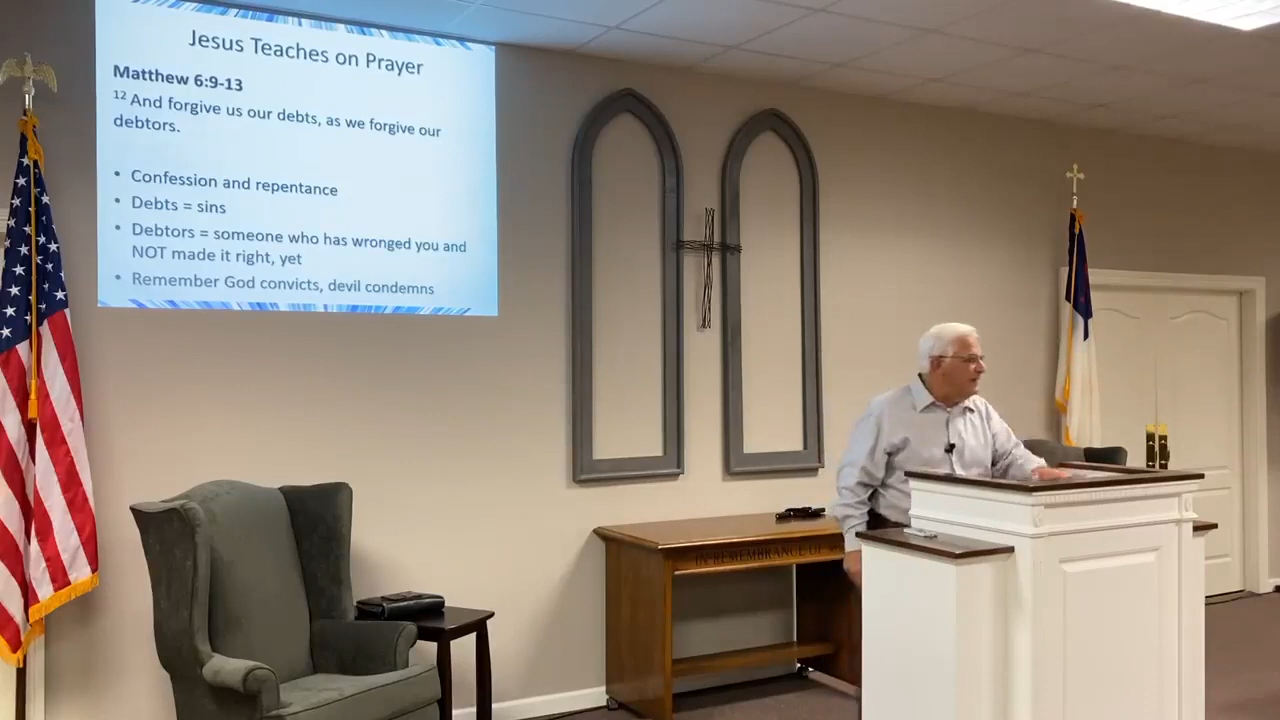 Jesus Teaches on Prayer
Matthew 6:9-13
12 And forgive us our debts, as we forgive our
debtors.
• Confession and repentance
• Debts = sins
• Debtors = someone who has wronged you and
NOT made it right, yet
• Remember God convicts, devil condemns
IN REMEMBRANCE OF